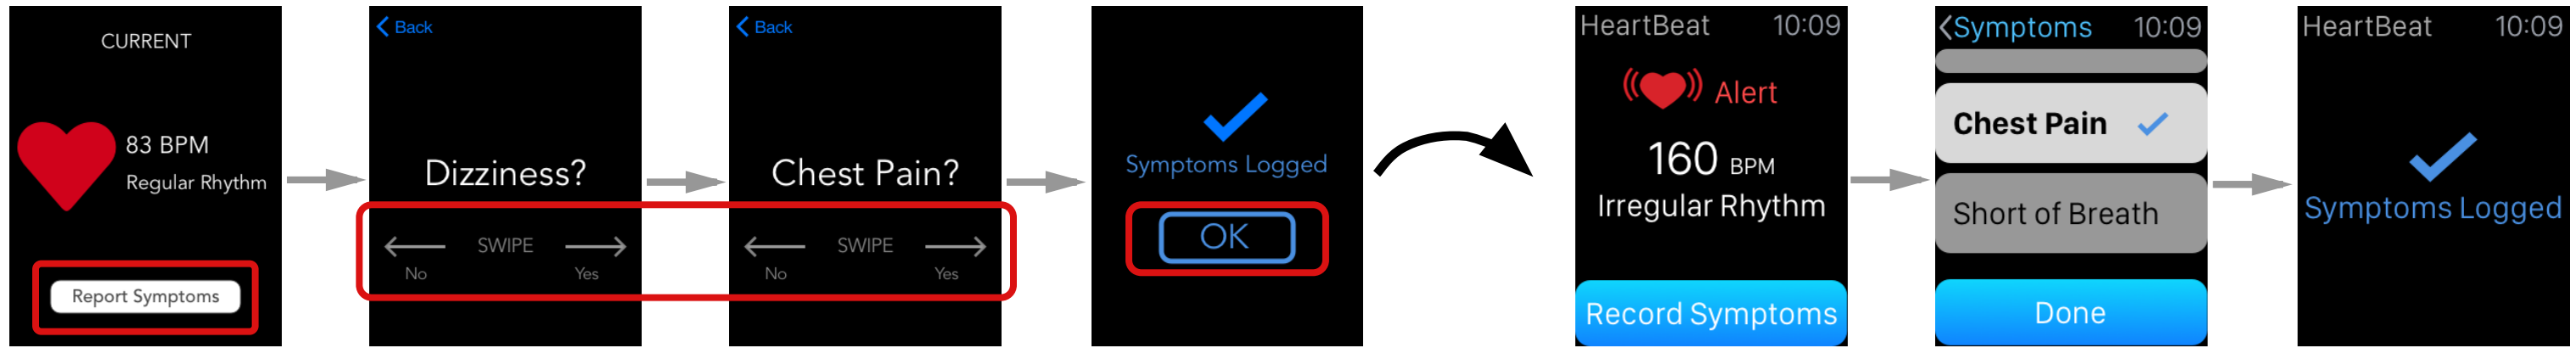 CURRENT
83 BPM
Regular Rhythm
Report Symptoms
Back
Dizziness?
SWIPE
No
Yes
Back
Chest Pain?
SWIPE
No
Yes
Symptoms Logged
OK
HeartBeat 10:09
Alert
160 BPM
Irregular Rhythm
Record Symptoms
Symptoms 10:09
Chest Pain
Short of Breath
Done
HeartBeat 10:09
Symptoms Logged